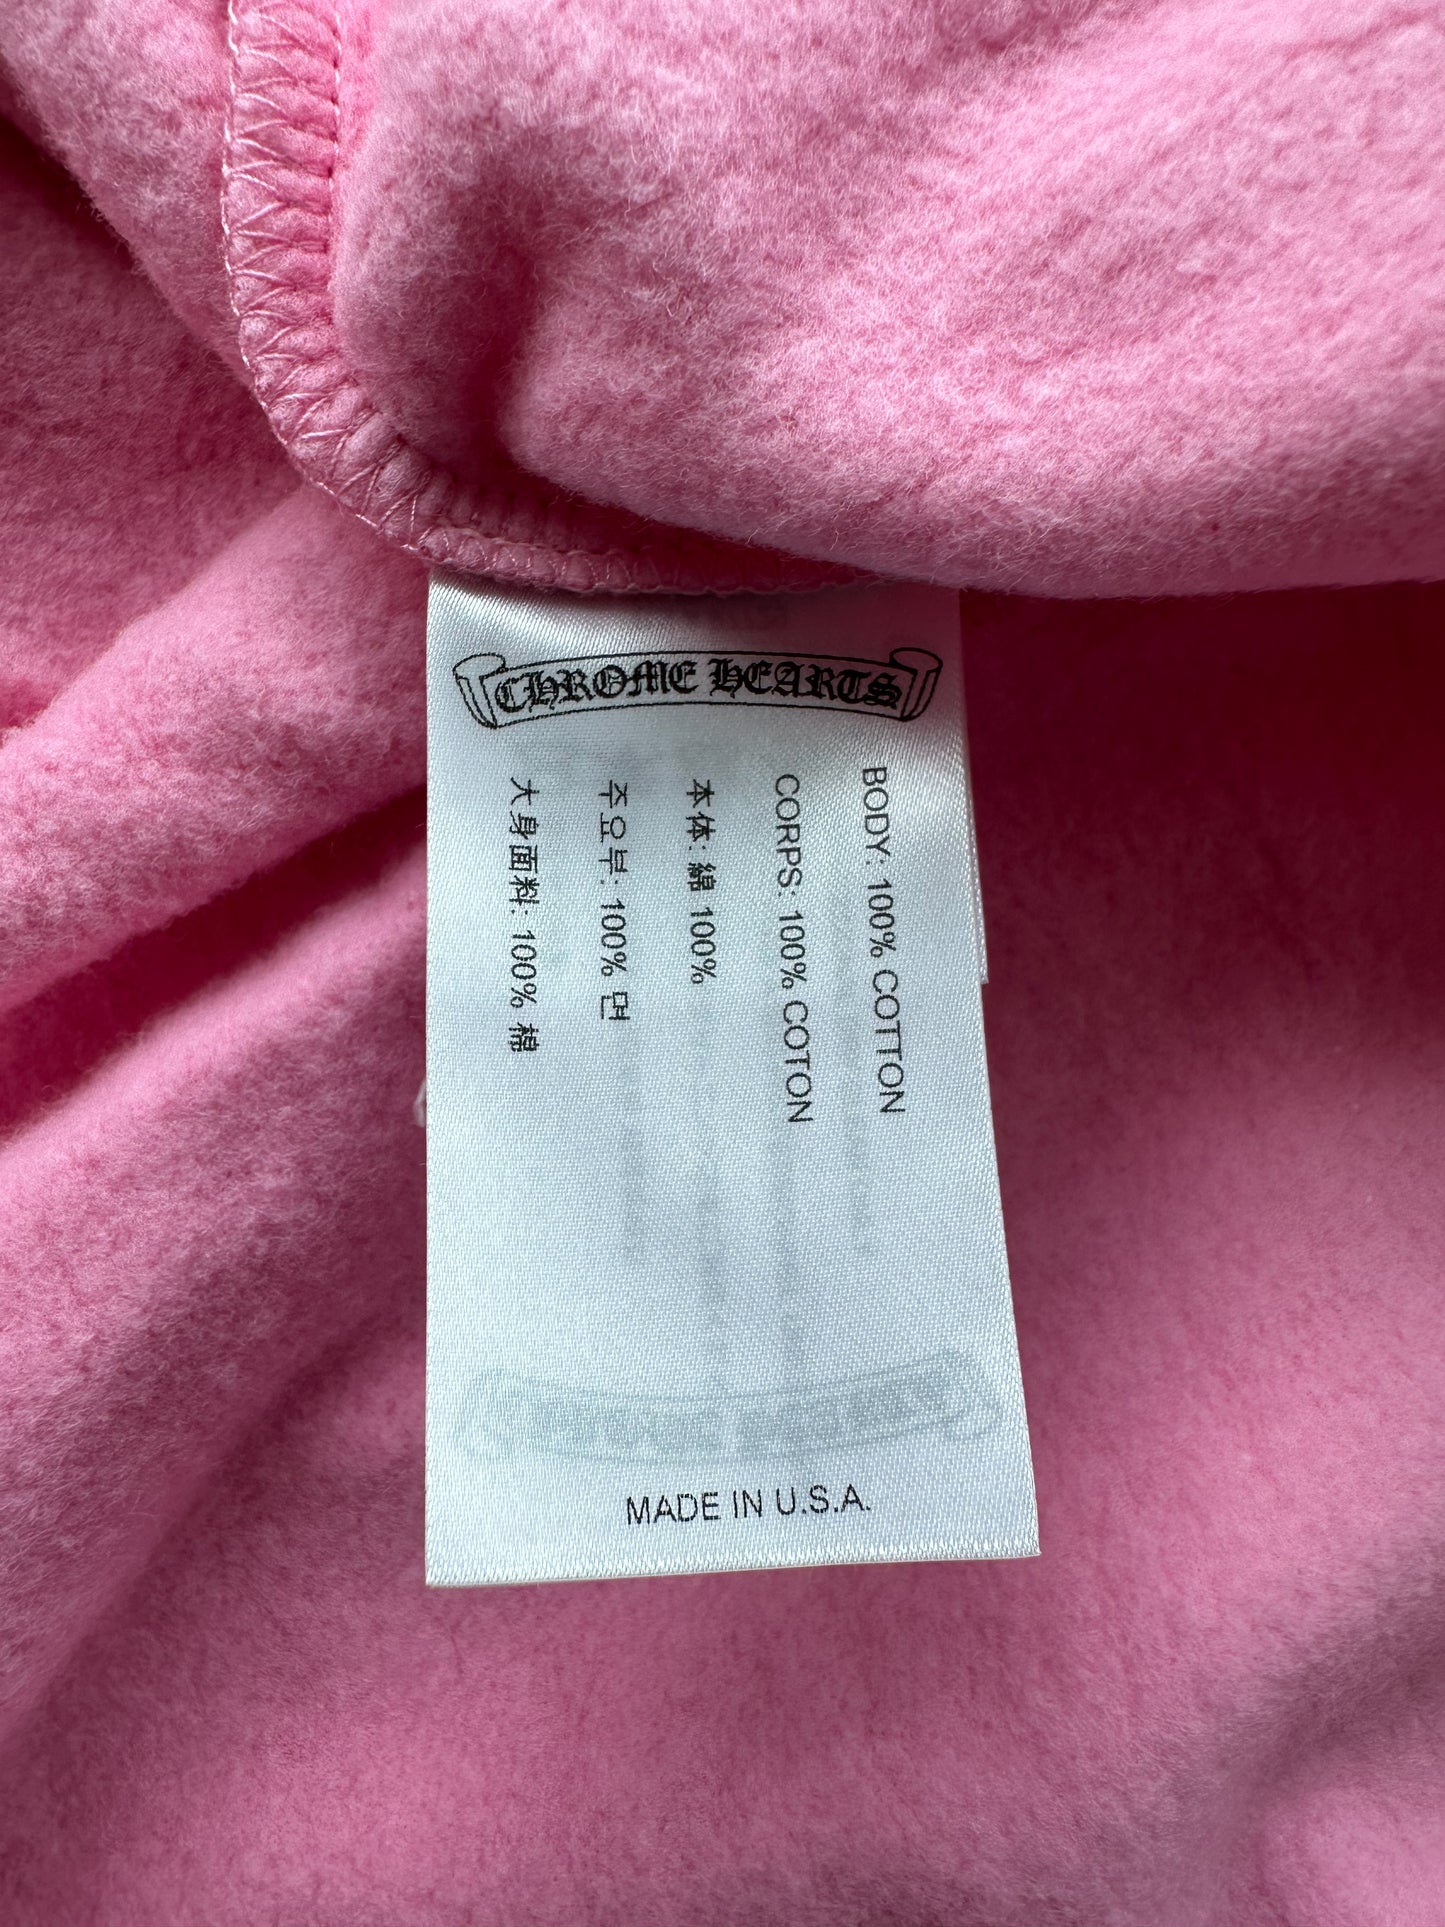 CHROME HEARTS
BODY: 100% COTTON
CORPS: 100% COTON
本体: 綿 100%
주요부: 100% 면
大身面料: 100% 棉
MADE IN U.S.A.